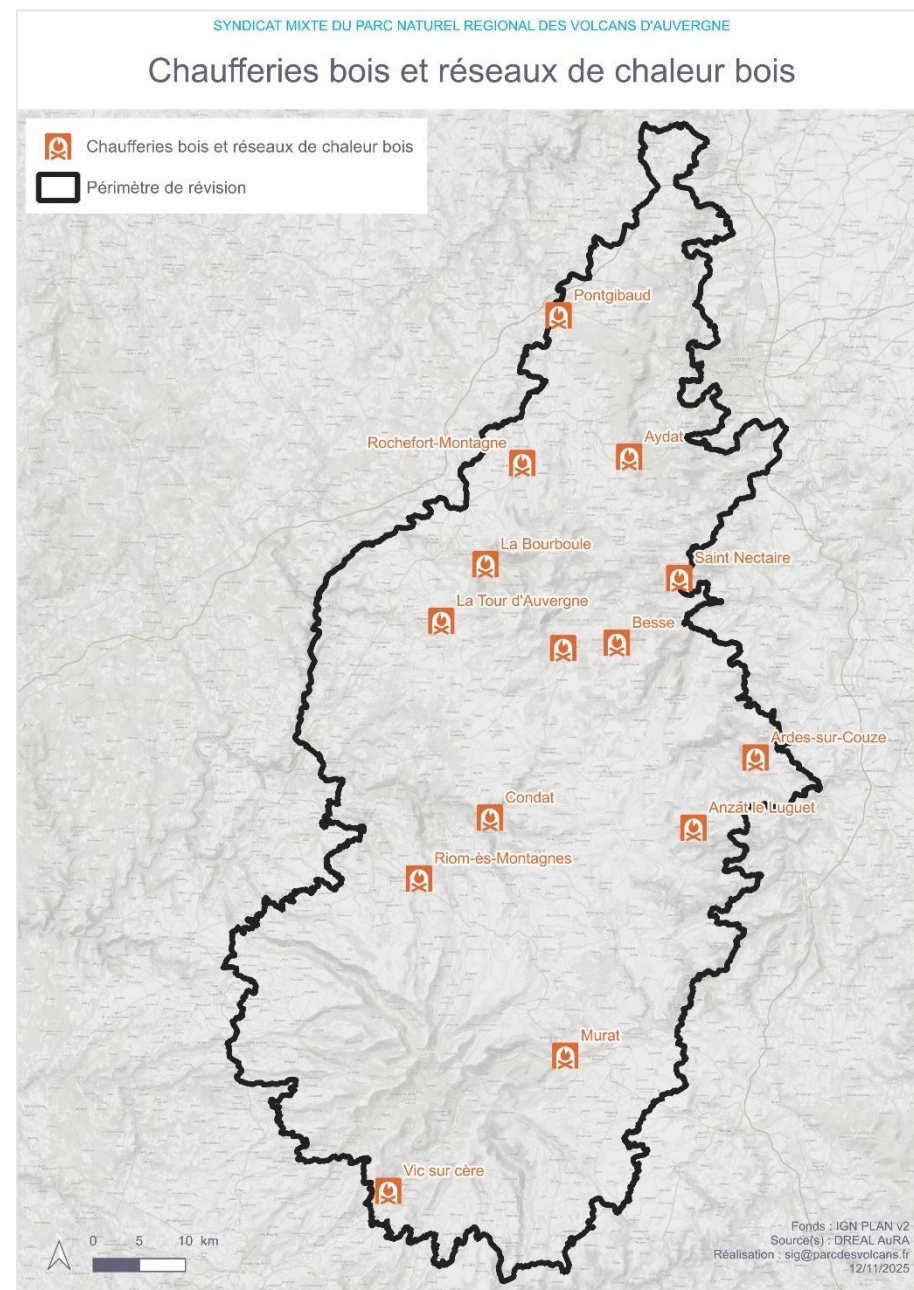 SYNDICAT MIXTE DU PARC NATUREL REGIONAL DES VOLCANS D'AUVERGNE
Chaufferies bois et réseaux de chaleur bois
Chaufferies bois et réseaux de chaleur bois
Périmètre de révision
Pontgibaud
Rochefort-Montagne
Aydat
La Bourboule
Saint Nectaire
La Tour d'Auvergne
Besse
Ardes-sur-Couze
Condat
Anzat le Luguet
Riom-ès-Montagnes
Murat
Vic sur cère
0 5 10 km
Fonds : IGN PLAN v2
Source(s) : DREAL AuRA
Réalisation : sig@parcdesvolcans.fr
12/11/2025